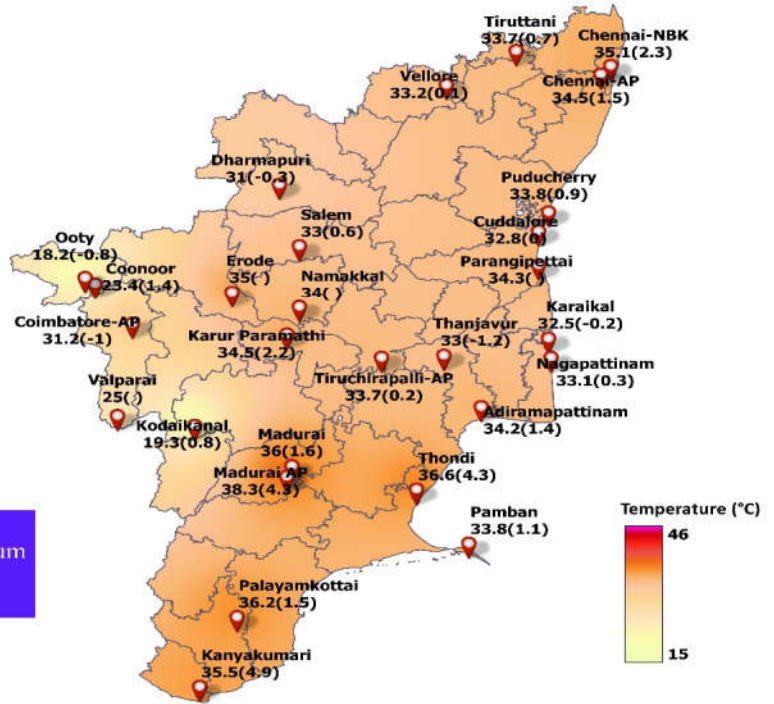 Tiruttani
33.7(0.7)
Chennai-NBK
35.1(2.3)
Vellore
33.2(0.1)
Chennai-AP
34.5(1.5)
Dharmapuri
31(-0.3)
Puducherry
33.8(0.9)
Salem
33(0.6)
Cuddalore
32.8(0)
Ooty
18.2(-0.8)
Coonoor
23.4(1.4)
Erode
35( )
Namakkal
34( )
Parangipettai
34.3( )
Coimbatore-AP
31.2(-1)
Karur Paramathi
34.5(2.2)
Thanjavur
33(-1.2)
Karaikal
32.5(-0.2)
Nagapattinam
33.1(0.3)
Tiruchirapalli-AP
33.7(0.2)
Valparai
25( )
Kodaikanal
19.3(0.8)
Adiramapattinam
34.2(1.4)
Madurai
36(1.6)
Madurai AP
38.3(4.3)
Thondi
36.6(4.3)
Pamban
33.8(1.1)
Palayamkottai
36.2(1.5)
Kanyakumari
35.5(4.9)
Temperature (°C)
46
15
um